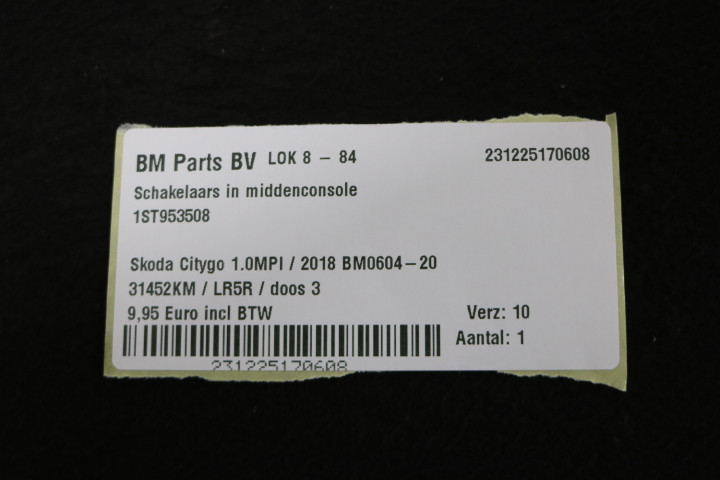 BM Parts BV LOK 8 – 84 231225170608
Schakelaars in middenconsole
1ST953508
Skoda Citygo 1.0MPI / 2018 BM0604–20
31452KM / LR5R / doos 3
9,95 Euro incl BTW Verz: 10
Aantal: 1
231225170608